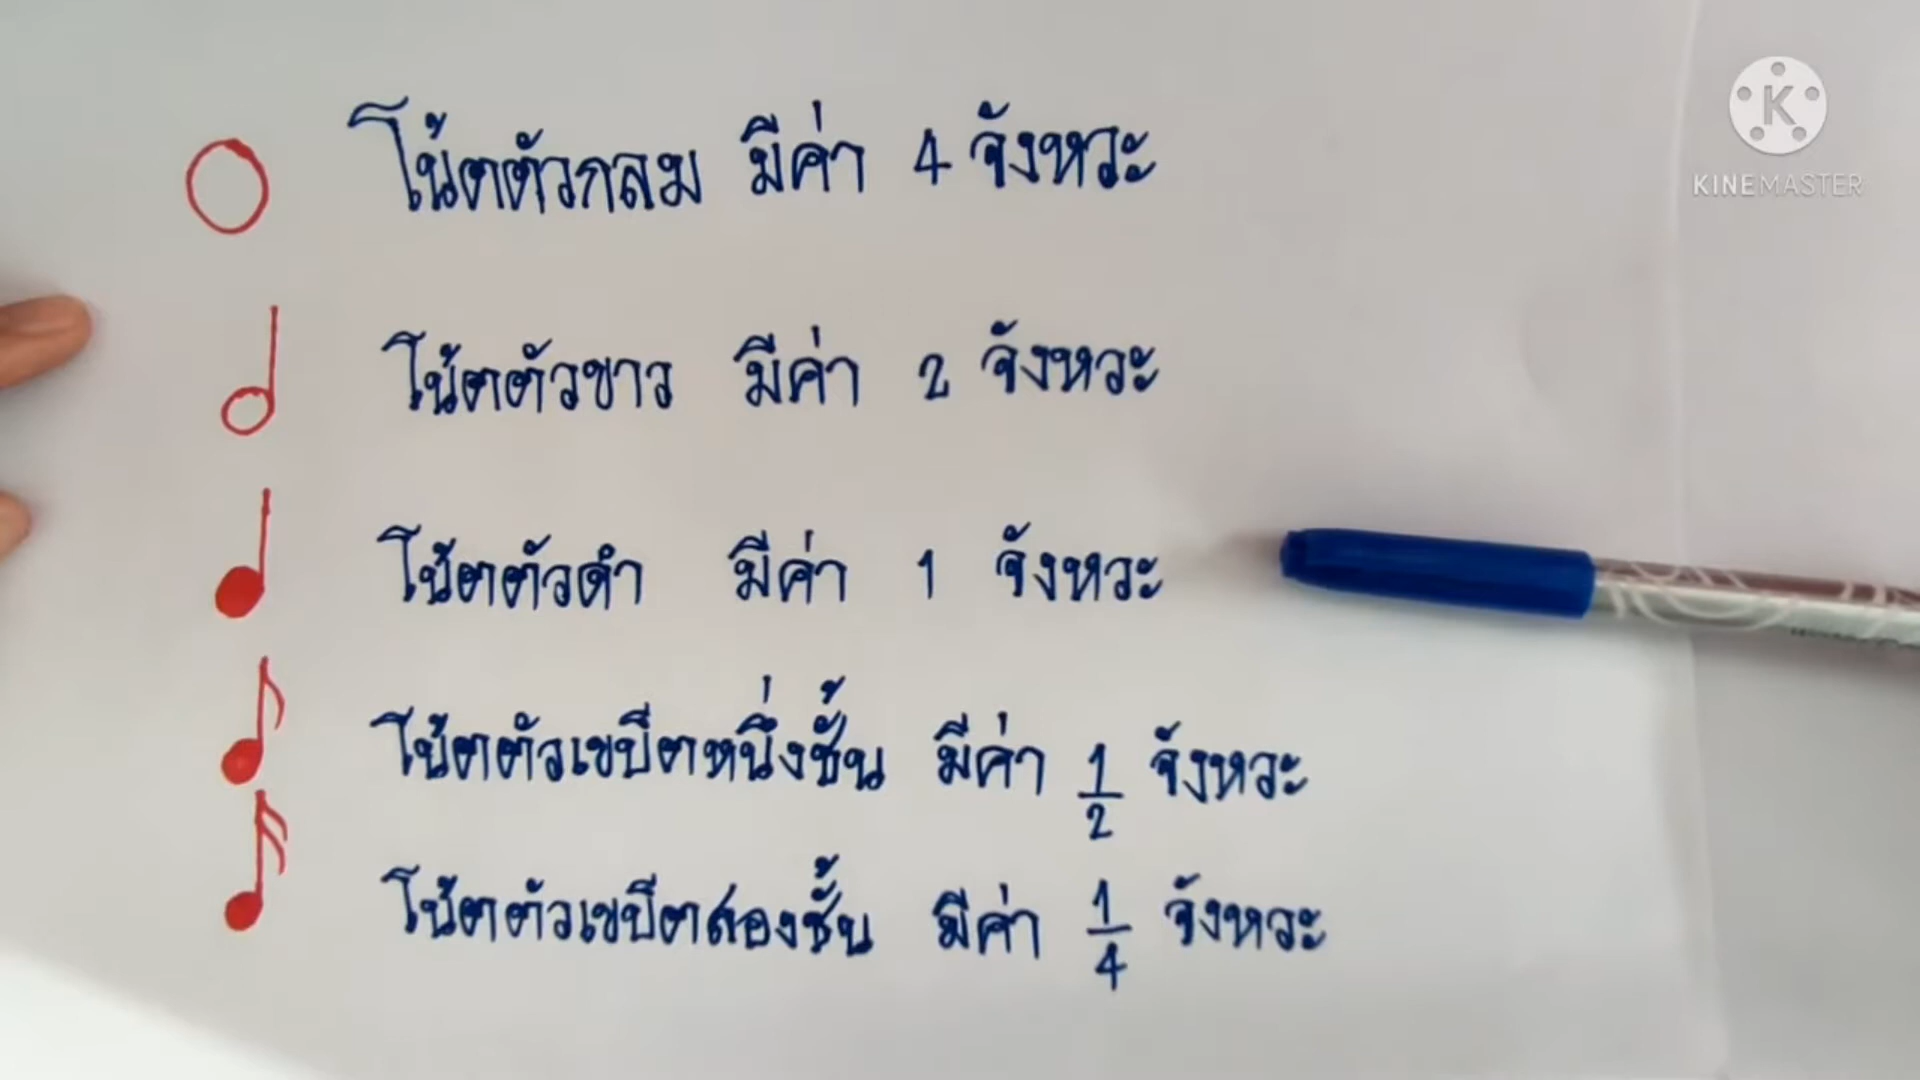 โน้ตตัวกลม มีค่า 4 จังหวะ
โน้ตตัวขาว มีค่า 2 จังหวะ
โน้ตตัวดำ มีค่า 1 จังหวะ
โน้ตตัวเขบ็ตหนึ่งชั้น มีค่า 1/2 จังหวะ
โน้ตตัวเขบ็ตสองชั้น มีค่า 1/4 จังหวะ
K
KINEMASTER